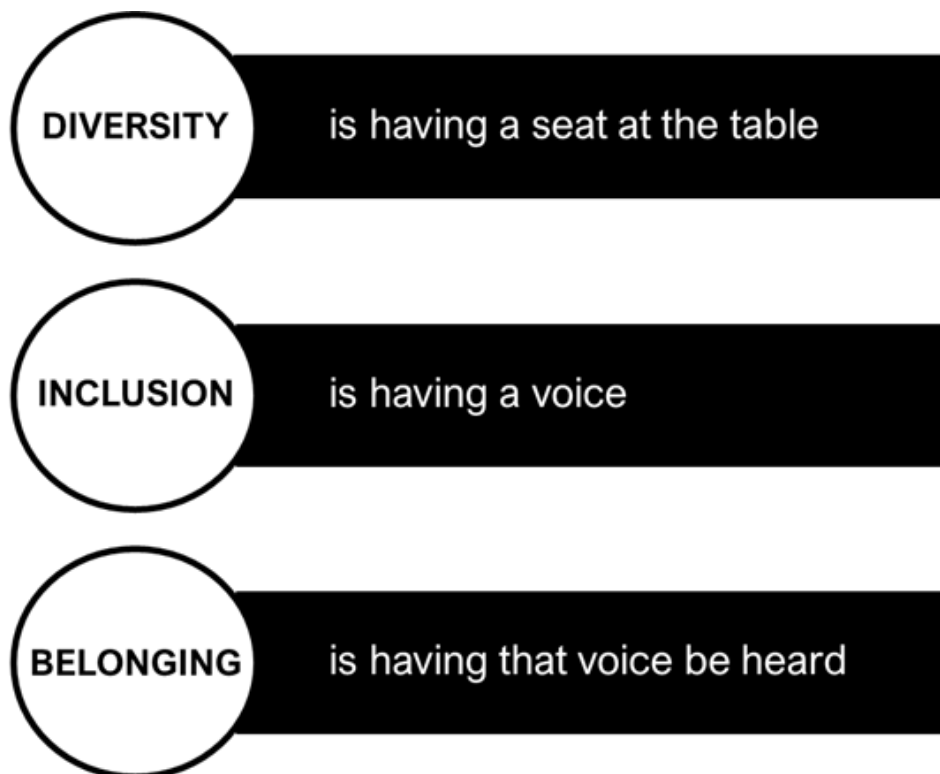 DIVERSITY is having a seat at the table
INCLUSION is having a voice
BELONGING is having that voice be heard